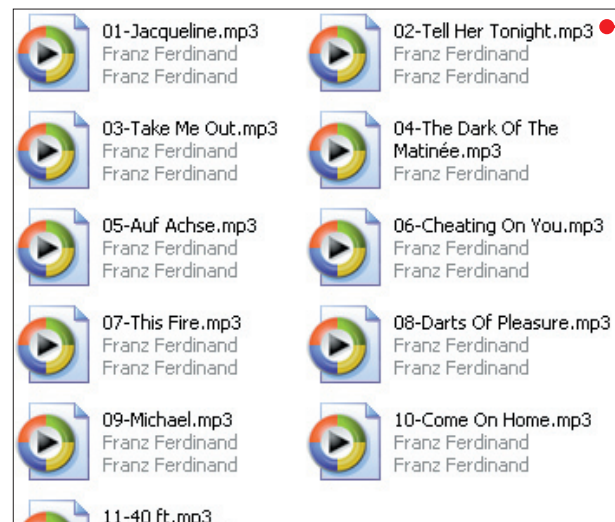 01-Jacqueline.mp3
Franz Ferdinand
Franz Ferdinand
02-Tell Her Tonight.mp3
Franz Ferdinand
Franz Ferdinand
03-Take Me Out.mp3
Franz Ferdinand
Franz Ferdinand
04-The Dark Of The
Matinée.mp3
Franz Ferdinand
05-Auf Achse.mp3
Franz Ferdinand
Franz Ferdinand
06-Cheating On You.mp3
Franz Ferdinand
Franz Ferdinand
07-This Fire.mp3
Franz Ferdinand
Franz Ferdinand
08-Darts Of Pleasure.mp3
Franz Ferdinand
Franz Ferdinand
09-Michael.mp3
Franz Ferdinand
Franz Ferdinand
10-Come On Home.mp3
Franz Ferdinand
Franz Ferdinand
11-40 ft.mp3